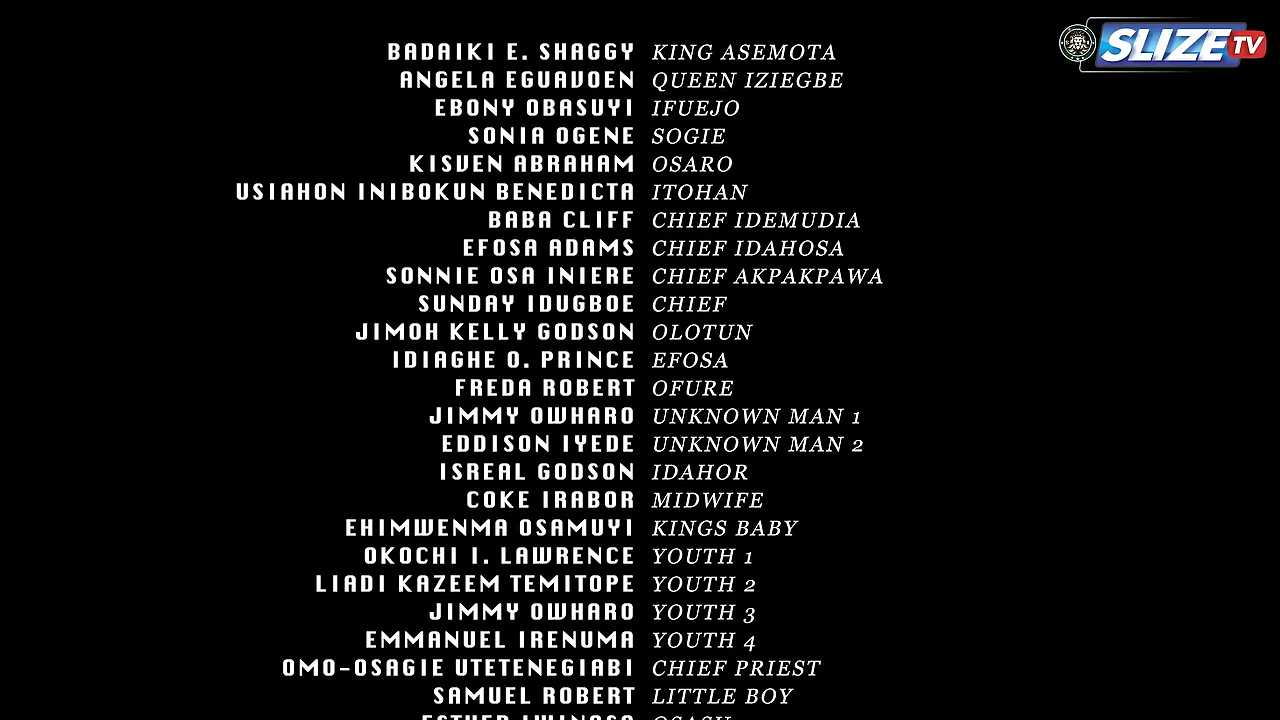 SLIZE TV
BADAIKI E. SHAGGY KING ASEMOTA
ANGELA EGUAVOEN QUEEN IZIEGBE
EBONY OBASUYI IFUEJO
SONIA OGENE SOGIE
KISVEN ABRAHAM OSARO
USIAHON INIBOKUN BENEDICTA ITOHAN
BABA CLIFF CHIEF IDEMUDIA
EFOSA ADAMS CHIEF IDAHOSA
SONNIE OSA INIERE CHIEF AKPAKPAWA
SUNDAY IDUGBOE CHIEF
JIMOH KELLY GODSON OLOTUN
IDIAGHE O. PRINCE EFOSA
FREDA ROBERT OFURE
JIMMY OWHARO UNKNOWN MAN 1
EDDISON IYEDE UNKNOWN MAN 2
ISREAL GODSON IDAHOR
COKE IRABOR MIDWIFE
EHIMWENMA OSAMUYI KINGS BABY
OKOCHI I. LAWRENCE YOUTH 1
LIADI KAZEEM TEMITOPE YOUTH 2
JIMMY OWHARO YOUTH 3
EMMANUEL IRENUMA YOUTH 4
OMO-OSAGIE UTETENEGIABI CHIEF PRIEST
SAMUEL ROBERT LITTLE BOY